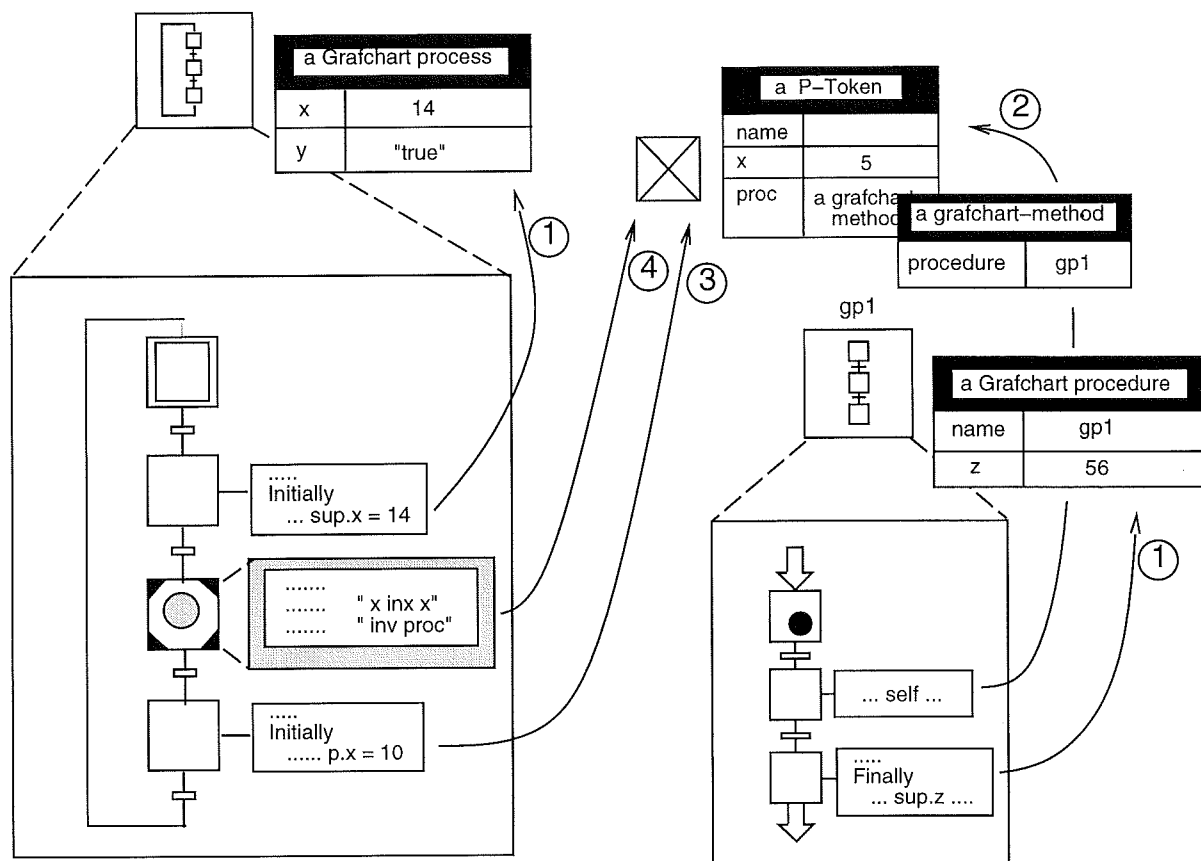 a Grafchart process
x 14
y "true"
a P-Token
name
x 5
proc a grafchart
method
2
a grafchart-method
procedure gp1
1
4
3
gp1
a Grafchart procedure
name gp1
z 56
.....
Initially
... sup.x = 14
.......
....... " x inx x"
....... " inv proc"
.....
Initially
...... p.x = 10
... self ...
.....
Finally
... sup.z ....
1